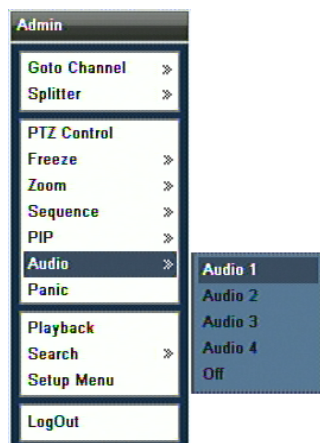 Admin
Goto Channel »
Splitter »
PTZ Control
Freeze »
Zoom »
Sequence »
PIP »
Audio »
Panic
Playback
Search »
Setup Menu
LogOut
Audio 1
Audio 2
Audio 3
Audio 4
Off